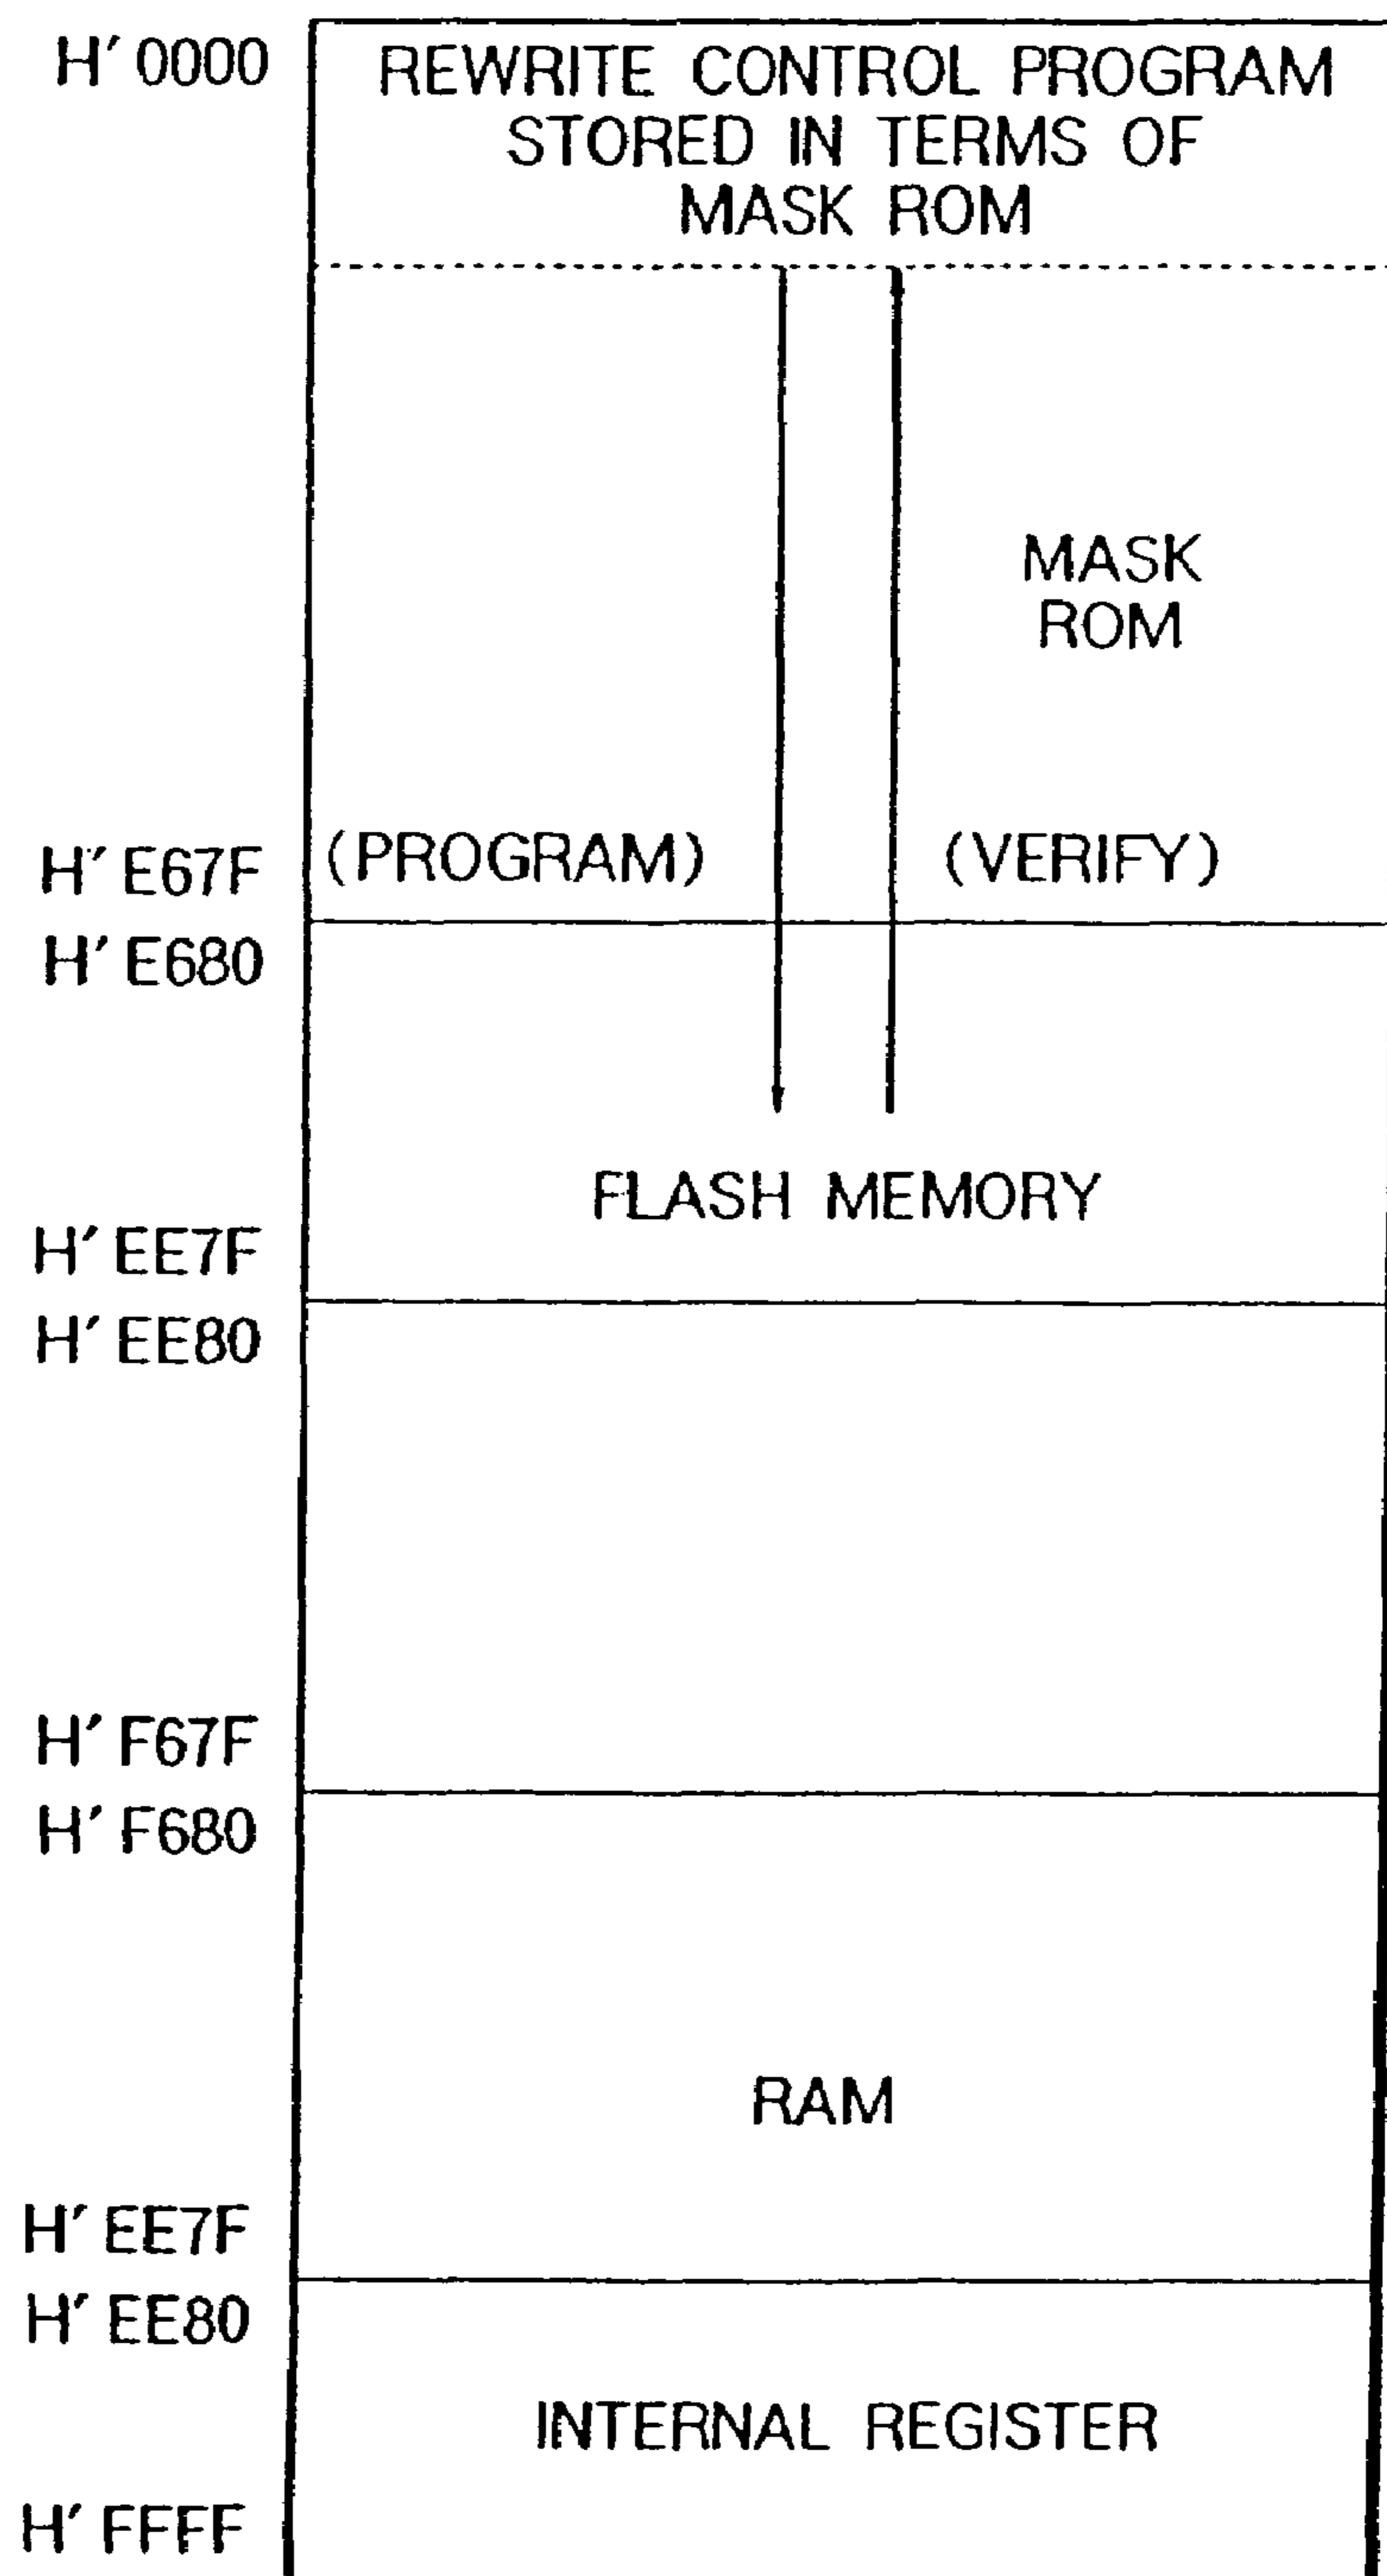 H' 0000
REWRITE CONTROL PROGRAM
STORED IN TERMS OF
MASK ROM
MASK
ROM
H' E67F
(PROGRAM)
(VERIFY)
H' E680
FLASH MEMORY
H' EE7F
H' EE80
H' F67F
H' F680
RAM
H' EE7F
H' EE80
INTERNAL REGISTER
H' FFFF